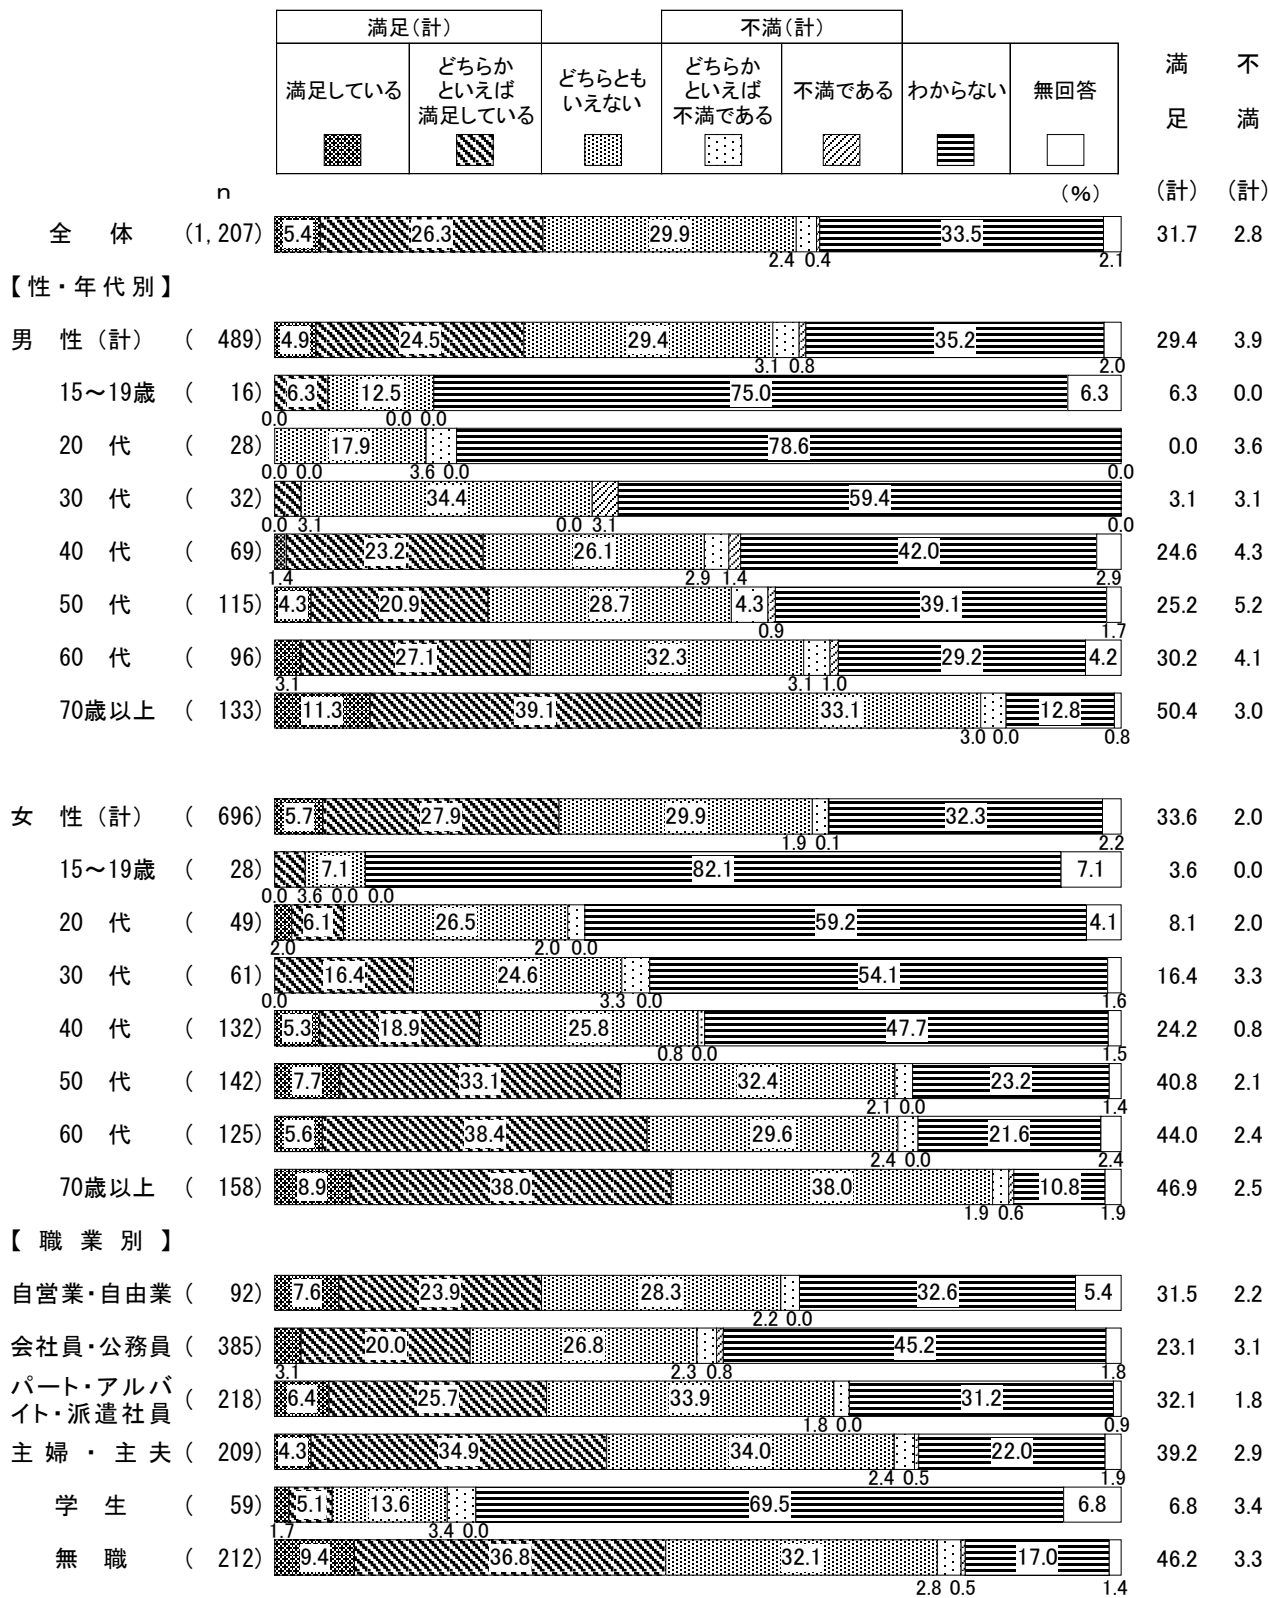 満足(計) 不満(計)
満足している どちらかといえば満足している どちらともいえない どちらかといえば不満である 不満である わからない 無回答 満足 不満
n (%) (計) (計)
全 体 (1,207) 5.4 26.3 29.9 33.5 31.7 2.8
2.4 0.4 2.1
【性・年代別】
男 性(計) ( 489) 4.9 24.5 29.4 35.2 29.4 3.9
3.1 0.8 2.0
15～19歳 ( 16) 6.3 12.5 75.0 6.3 6.3 0.0
0.0 0.0 0.0
20 代 ( 28) 17.9 78.6 0.0 3.6
0.0 0.0 3.6 0.0 0.0
30 代 ( 32) 34.4 59.4 3.1 3.1
0.0 3.1 0.0 3.1 0.0
40 代 ( 69) 23.2 26.1 42.0 24.6 4.3
1.4 2.9 1.4 2.9
50 代 ( 115) 4.3 20.9 28.7 4.3 39.1 25.2 5.2
0.9 1.7
60 代 ( 96) 27.1 32.3 29.2 4.2 30.2 4.1
3.1 3.1 1.0
70歳以上 ( 133) 11.3 39.1 33.1 12.8 50.4 3.0
3.0 0.0 0.8
女 性(計) ( 696) 5.7 27.9 29.9 32.3 33.6 2.0
1.9 0.1 2.2
15～19歳 ( 28) 7.1 82.1 7.1 3.6 0.0
0.0 3.6 0.0 0.0
20 代 ( 49) 6.1 26.5 59.2 4.1 8.1 2.0
2.0 2.0 0.0
30 代 ( 61) 16.4 24.6 54.1 16.4 3.3
0.0 3.3 0.0 1.6
40 代 ( 132) 5.3 18.9 25.8 47.7 24.2 0.8
0.8 0.0 1.5
50 代 ( 142) 7.7 33.1 32.4 23.2 40.8 2.1
2.1 0.0 1.4
60 代 ( 125) 5.6 38.4 29.6 21.6 44.0 2.4
2.4 0.0 2.4
70歳以上 ( 158) 8.9 38.0 38.0 10.8 46.9 2.5
1.9 0.6 1.9
【 職 業 別 】
自営業・自由業 ( 92) 7.6 23.9 28.3 32.6 5.4 31.5 2.2
2.2 0.0
会社員・公務員 ( 385) 20.0 26.8 45.2 23.1 3.1
3.1 2.3 0.8 1.8
パート・アルバイト・派遣社員 ( 218) 6.4 25.7 33.9 31.2 32.1 1.8
1.8 0.0 0.9
主 婦 ・ 主 夫 ( 209) 4.3 34.9 34.0 22.0 39.2 2.9
2.4 0.5 1.9
学 生 ( 59) 5.1 13.6 69.5 6.8 6.8 3.4
1.7 3.4 0.0
無 職 ( 212) 9.4 36.8 32.1 17.0 46.2 3.3
2.8 0.5 1.4